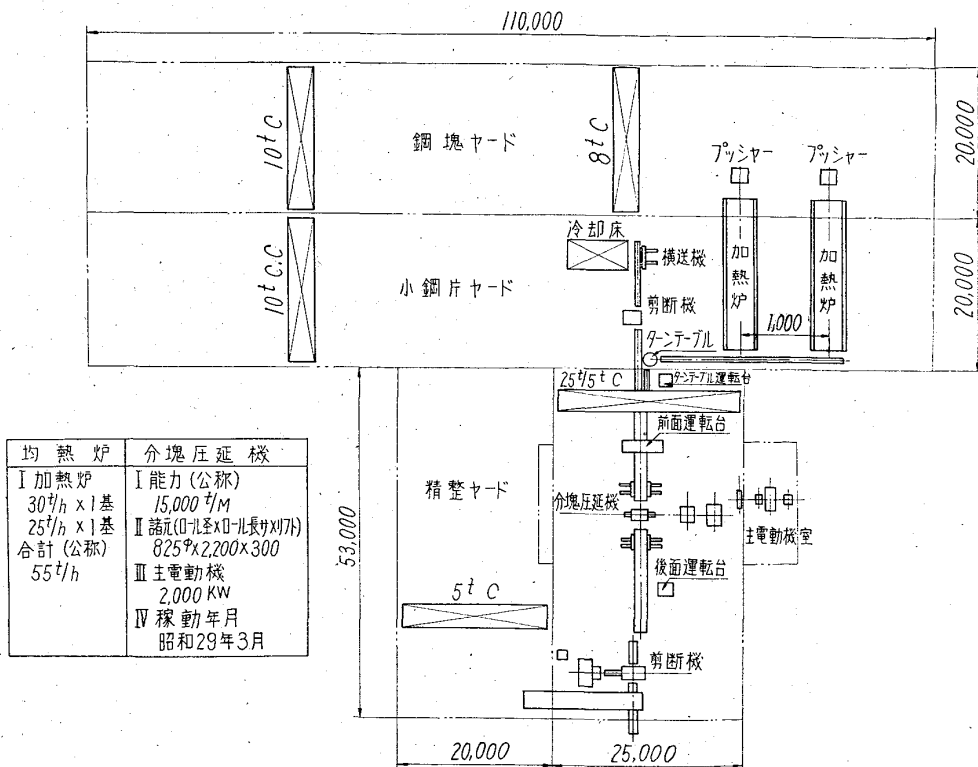 110,000
10t C
鋼塊ヤード
8t C
プッシャー
プッシャー
20,000
冷却床
横送機
加熱炉
加熱炉
10t C.C
小鋼片ヤード
剪断機
20,000
1,000
ターンテーブル
25t/5t C
ターンテーブル運転台
前面運転台
均熱炉
分塊圧延機
I 加熱炉
30t/h x 1基
25t/h x 1基
合計 (公称)
55t/h
I 能力 (公称)
15,000 t/M
II 諸元(ロール圣xロール長サxリフト)
825φx2,200x300
III 主電動機
2,000 KW
IV 稼動年月
昭和29年3月
精整ヤード
分塊圧延機
主電動機室
53,000
後面運転台
5t C
剪断機
20,000
25,000